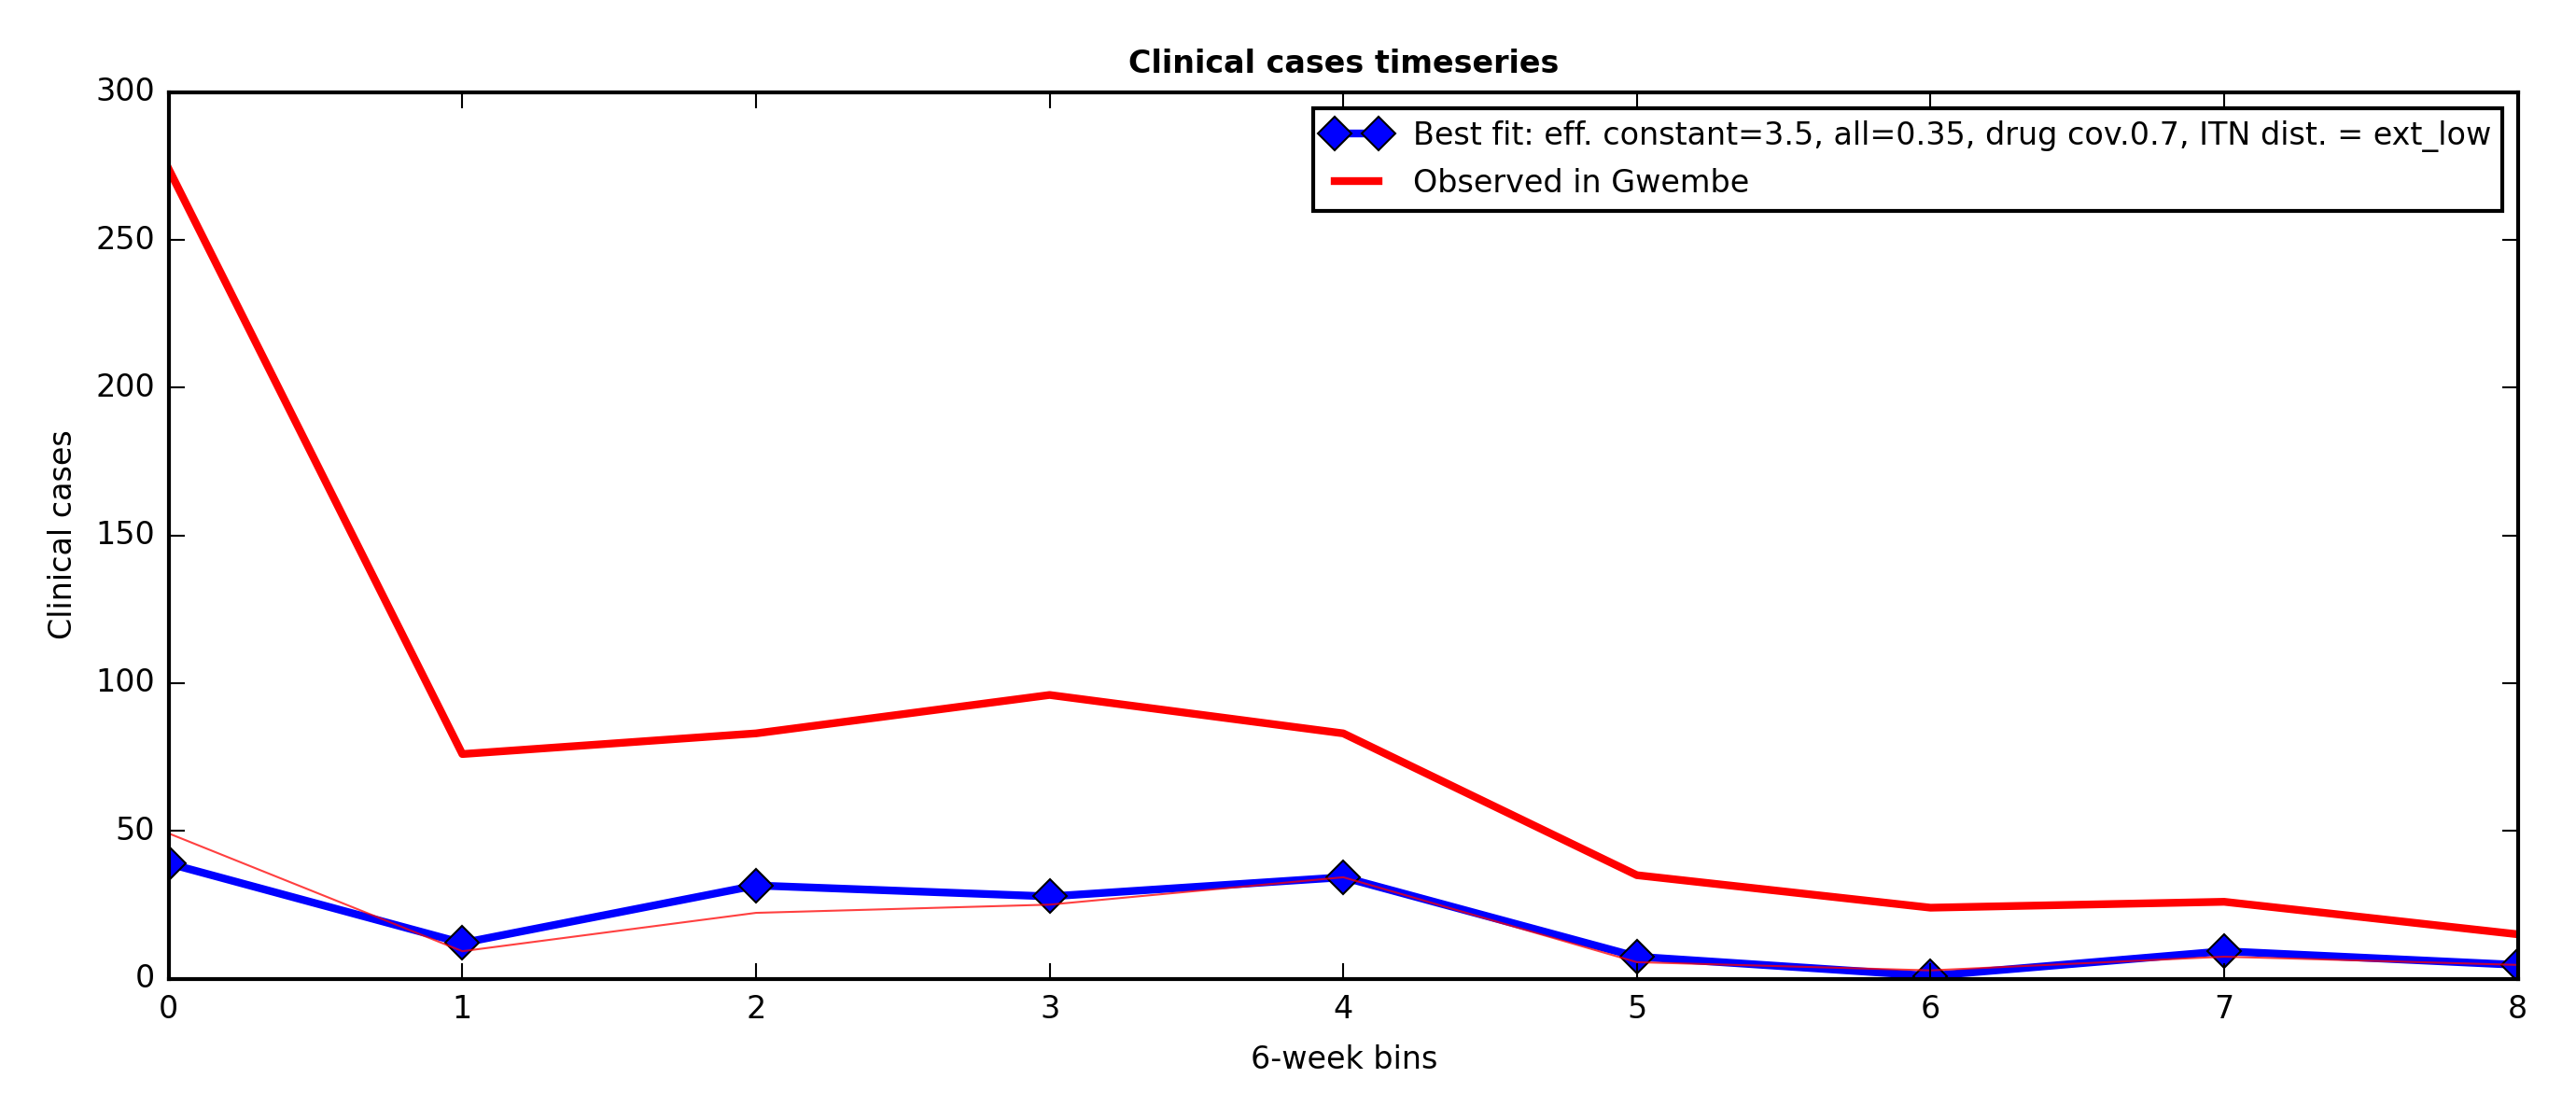 Clinical cases timeseries
Best fit: eff. constant=3.5, all=0.35, drug cov.0.7, ITN dist. = ext_low
Observed in Gwembe
300
250
200
150
100
50
0
Clinical cases
0 1 2 3 4 5 6 7 8
6-week bins